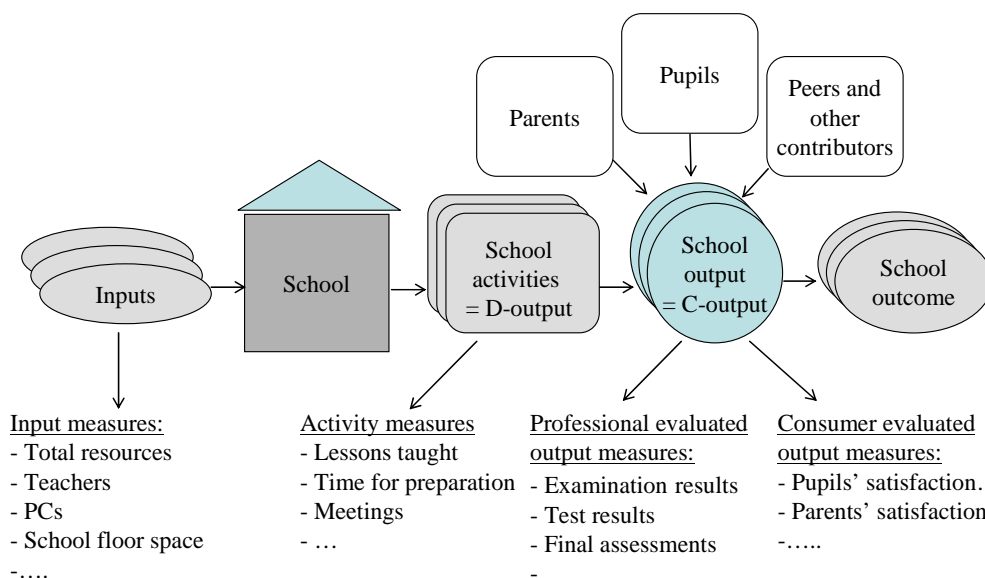 Parents
Pupils
Peers and
other
contributors
Inputs
School
School
activities
= D-output
School
output
= C-output
School
outcome
Input measures:
- Total resources
- Teachers
- PCs
- School floor space
-….
Activity measures
- Lessons taught
- Time for preparation
- Meetings
- …
Professional evaluated
output measures:
- Examination results
- Test results
- Final assessments
-
Consumer evaluated
output measures:
- Pupils’ satisfaction..
- Parents’ satisfaction
-…..